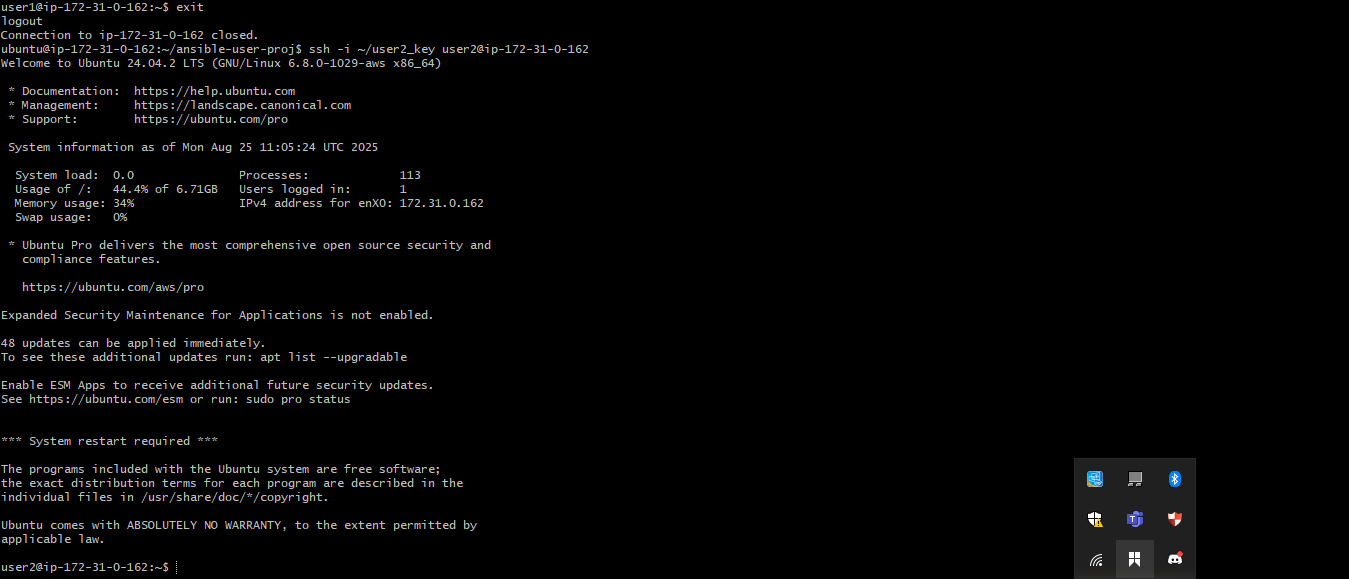 user1@ip-172-31-0-162:~$ exit
logout
Connection to ip-172-31-0-162 closed.
ubuntu@ip-172-31-0-162:~/ansible-user-proj$ ssh -i ~/user2_key user2@ip-172-31-0-162
Welcome to Ubuntu 24.04.2 LTS (GNU/Linux 6.8.0-1029-aws x86_64)

 * Documentation:  https://help.ubuntu.com
 * Management:     https://landscape.canonical.com
 * Support:        https://ubuntu.com/pro

 System information as of Mon Aug 25 11:05:24 UTC 2025

  System load:  0.0               Processes:             113
  Usage of /:   44.4% of 6.71GB   Users logged in:       1
  Memory usage: 34%               IPv4 address for enX0: 172.31.0.162
  Swap usage:   0%

 * Ubuntu Pro delivers the most comprehensive open source security and
   compliance features.

   https://ubuntu.com/aws/pro

Expanded Security Maintenance for Applications is not enabled.

48 updates can be applied immediately.
To see these additional updates run: apt list --upgradable

Enable ESM Apps to receive additional future security updates.
See https://ubuntu.com/esm or run: sudo pro status


*** System restart required ***

The programs included with the Ubuntu system are free software;
the exact distribution terms for each program are described in the
individual files in /usr/share/doc/*/copyright.

Ubuntu comes with ABSOLUTELY NO WARRANTY, to the extent permitted by
applicable law.

user2@ip-172-31-0-162:~$